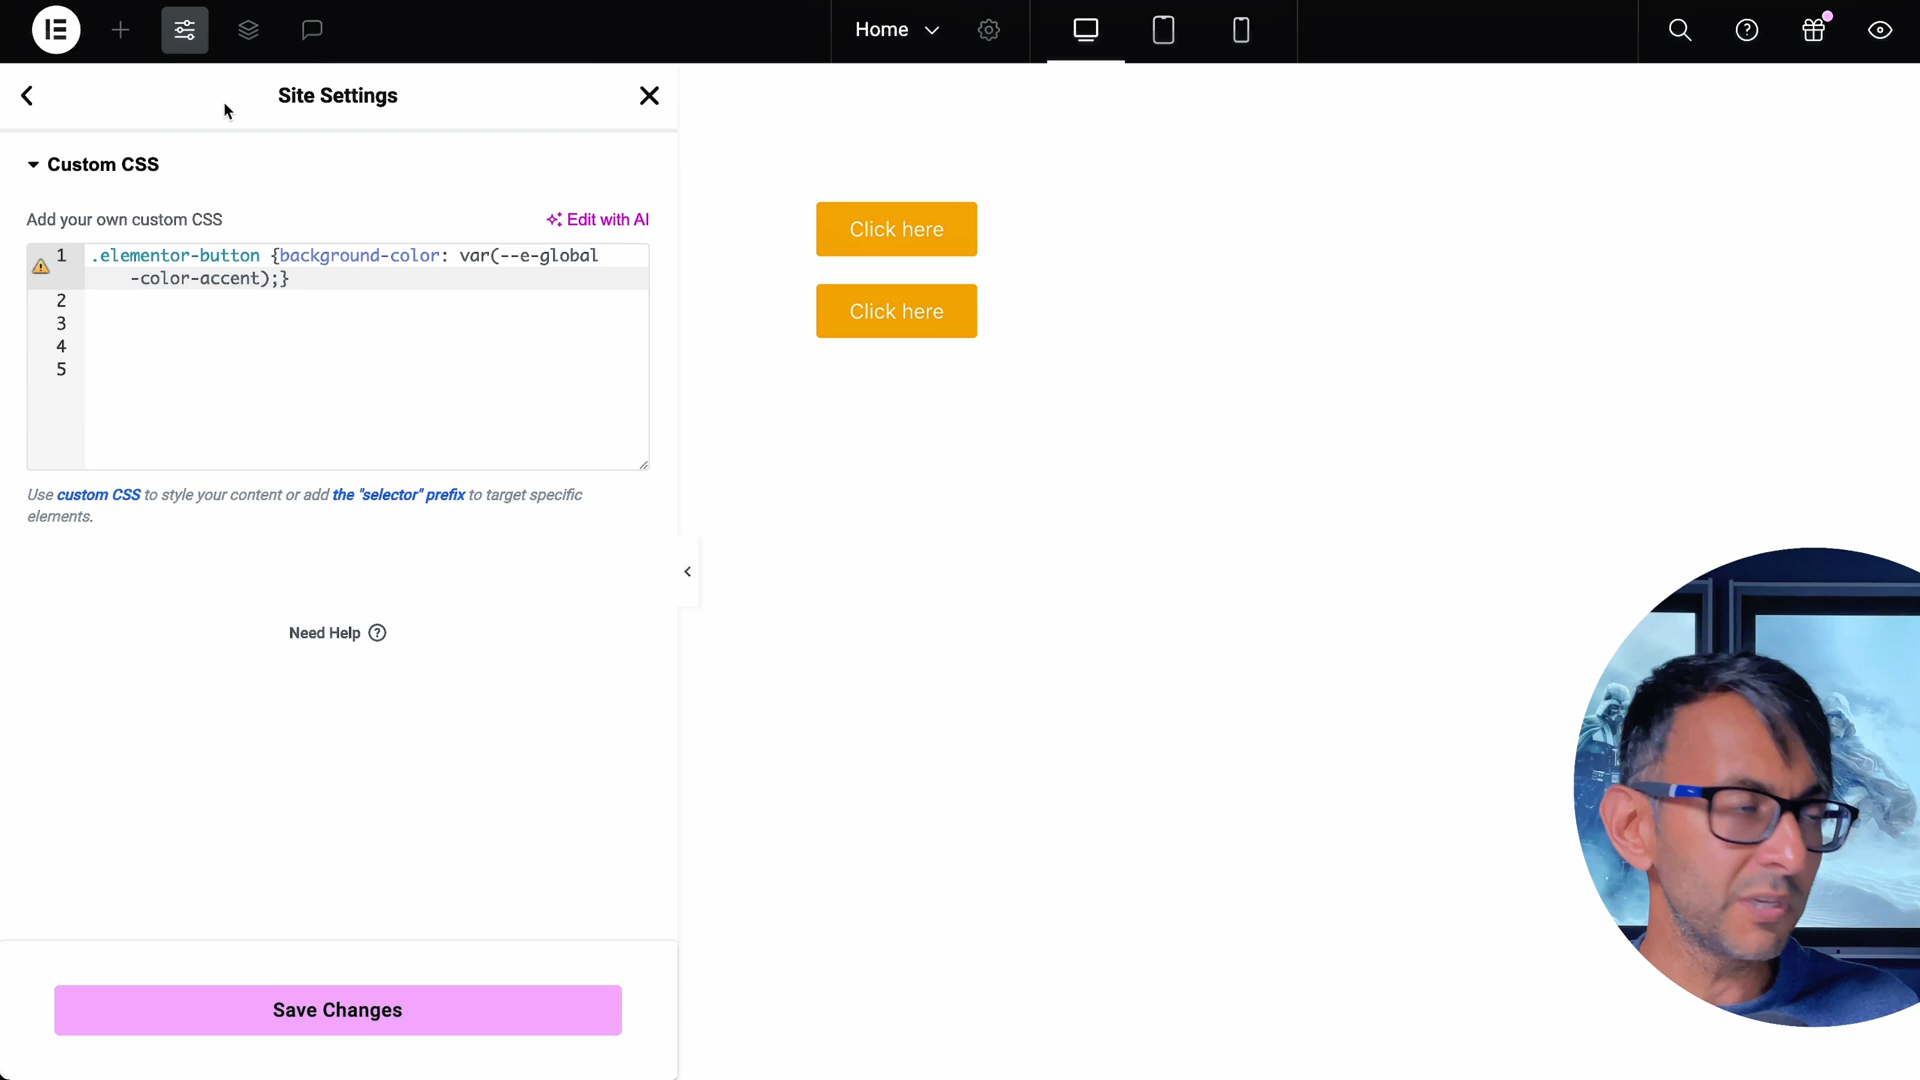 Home
Site Settings
Custom CSS
Add your own custom CSS
Edit with AI
1 .elementor-button {background-color: var(--e-global
-color-accent);}
2
3
4
5
Use custom CSS to style your content or add the "selector" prefix to target specific
elements.
Need Help
Save Changes
Click here
Click here